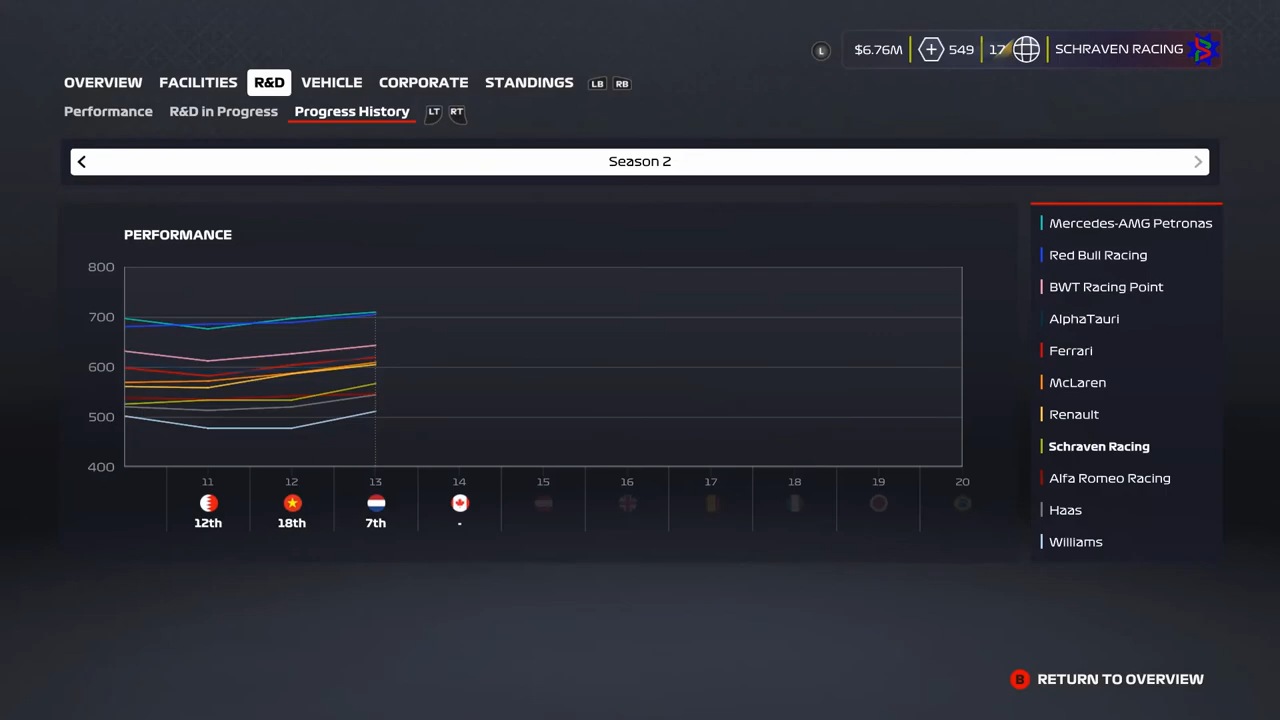 L $6.76M 549 17 SCHRAVEN RACING
OVERVIEW FACILITIES R&D VEHICLE CORPORATE STANDINGS LB RB
Performance R&D in Progress Progress History LT RT
Season 2
PERFORMANCE
800
700
600
500
400
11 12 13 14 15 16 17 18 19 20
12th 18th 7th -
Mercedes-AMG Petronas
Red Bull Racing
BWT Racing Point
AlphaTauri
Ferrari
McLaren
Renault
Schraven Racing
Alfa Romeo Racing
Haas
Williams
B RETURN TO OVERVIEW